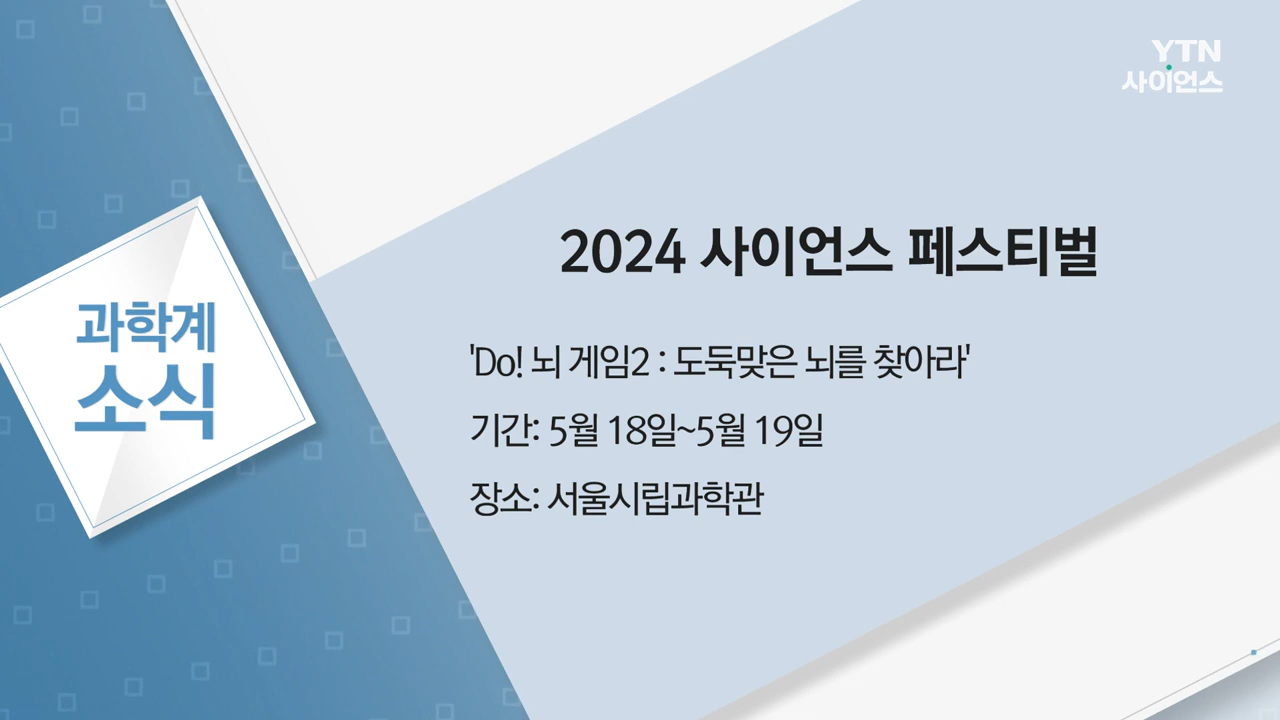 YTN
사이언스
과학계
소식
2024 사이언스 페스티벌
'Do! 뇌 게임2 : 도둑맞은 뇌를 찾아라'
기간: 5월 18일~5월 19일
장소: 서울시립과학관